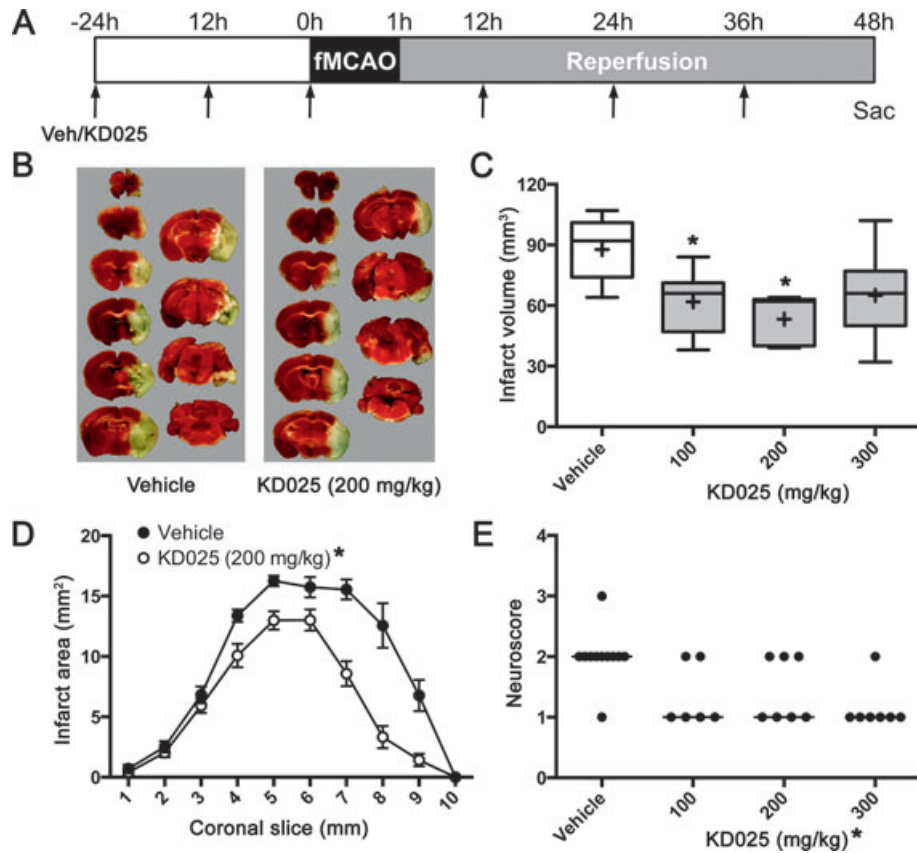 A
-24h 12h 0h 1h 12h 24h 36h 48h
fMCAO Reperfusion
Veh/KD025 Sac
B
Vehicle KD025 (200 mg/kg)
C
Infarct volume (mm³)
120
90
60
30
0
* *
+ + + +
Vehicle 100 200 300
KD025 (mg/kg)
D
Vehicle
KD025 (200 mg/kg)*
Infarct area (mm²)
20
15
10
5
0
1 2 3 4 5 6 7 8 9 10
Coronal slice (mm)
E
Neuroscore
4
3
2
1
0
Vehicle 100 200 300
KD025 (mg/kg)*